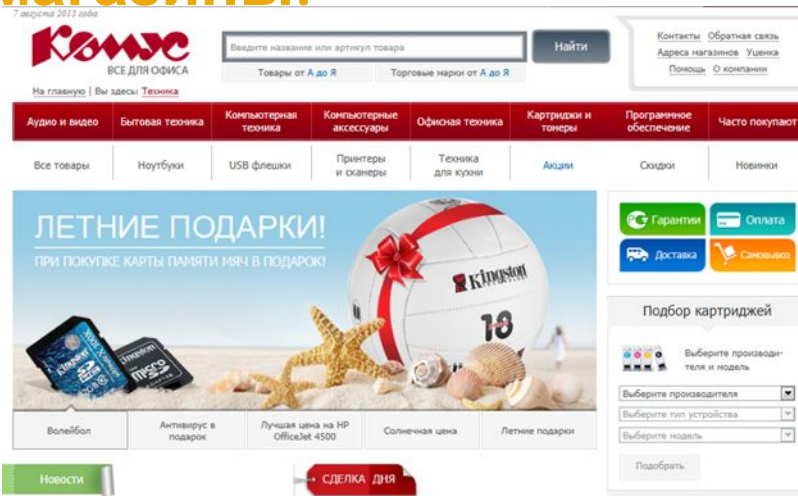 магазины:
7 августа 2013 года
Комус
ВСЕ ДЛЯ ОФИСА
Введите название или артикул товара
Найти
Товары от А до Я
Торговые марки от А до Я
Контакты Обратная связь
Адреса магазинов Уценка
Помощь О компании
На главную | Вы здесь: Техника
Аудио и видео
Бытовая техника
Компьютерная
техника
Компьютерные
аксессуары
Офисная техника
Картриджи и
тонеры
Программное
обеспечение
Часто покупают
Все товары
Ноутбуки
USB флешки
Принтеры
и сканеры
Техника
для кухни
Акции
Скидки
Новинки
ЛЕТНИЕ ПОДАРКИ!
ПРИ ПОКУПКЕ КАРТЫ ПАМЯТИ МЯЧ В ПОДАРОК!
Kingston
18
Kingston
micro
Гарантии
Оплата
Доставка
Самовывоз
Подбор картриджей
Выберите производи-
теля и модель
Выберите производителя
Выберите тип устройства
Выберите модель
Подобрать
Волейбол
Антивирус в
подарок
Лучшая цена на HP
OfficeJet 4500
Солнечная цена
Летние подарки
Новости
СДЕЛКА ДНЯ